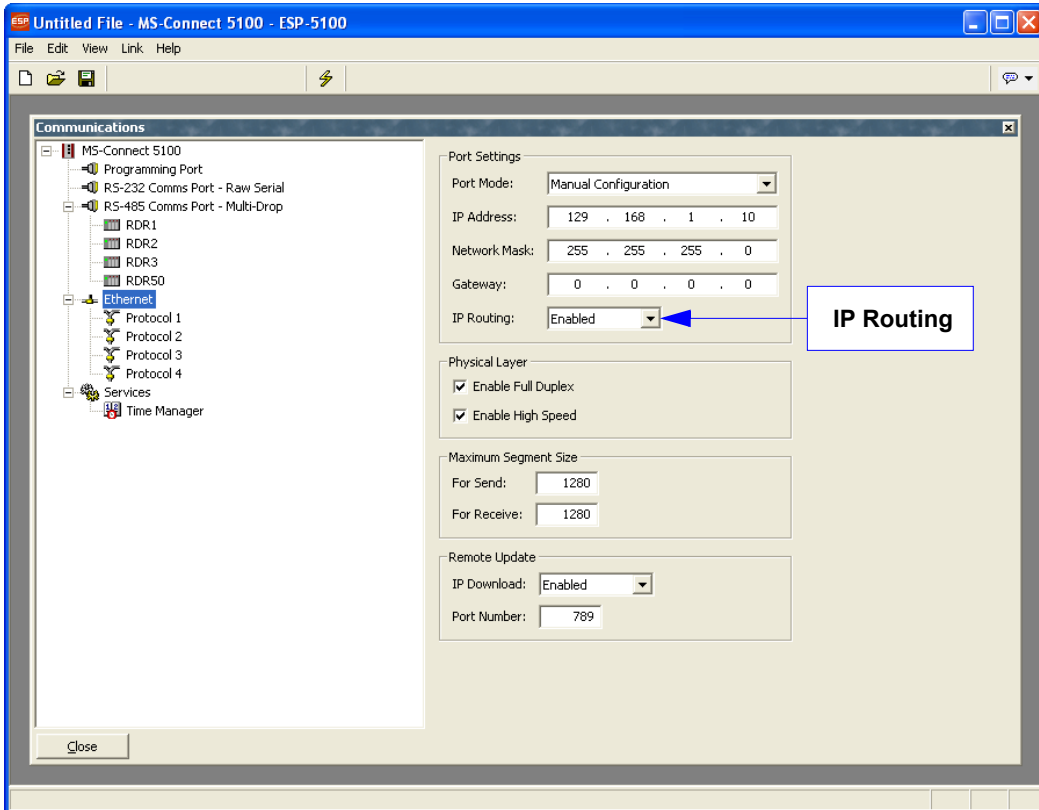 ESP Untitled File - MS-Connect 5100 - ESP-5100
File Edit View Link Help
Communications
MS-Connect 5100
Programming Port
RS-232 Comms Port - Raw Serial
RS-485 Comms Port - Multi-Drop
RDR1
RDR2
RDR3
RDR50
Ethernet
Protocol 1
Protocol 2
Protocol 3
Protocol 4
Services
Time Manager
Port Settings
Port Mode: Manual Configuration
IP Address: 129 . 168 . 1 . 10
Network Mask: 255 . 255 . 255 . 0
Gateway: 0 . 0 . 0 . 0
IP Routing: Enabled
IP Routing
Physical Layer
Enable Full Duplex
Enable High Speed
Maximum Segment Size
For Send: 1280
For Receive: 1280
Remote Update
IP Download: Enabled
Port Number: 789
Close